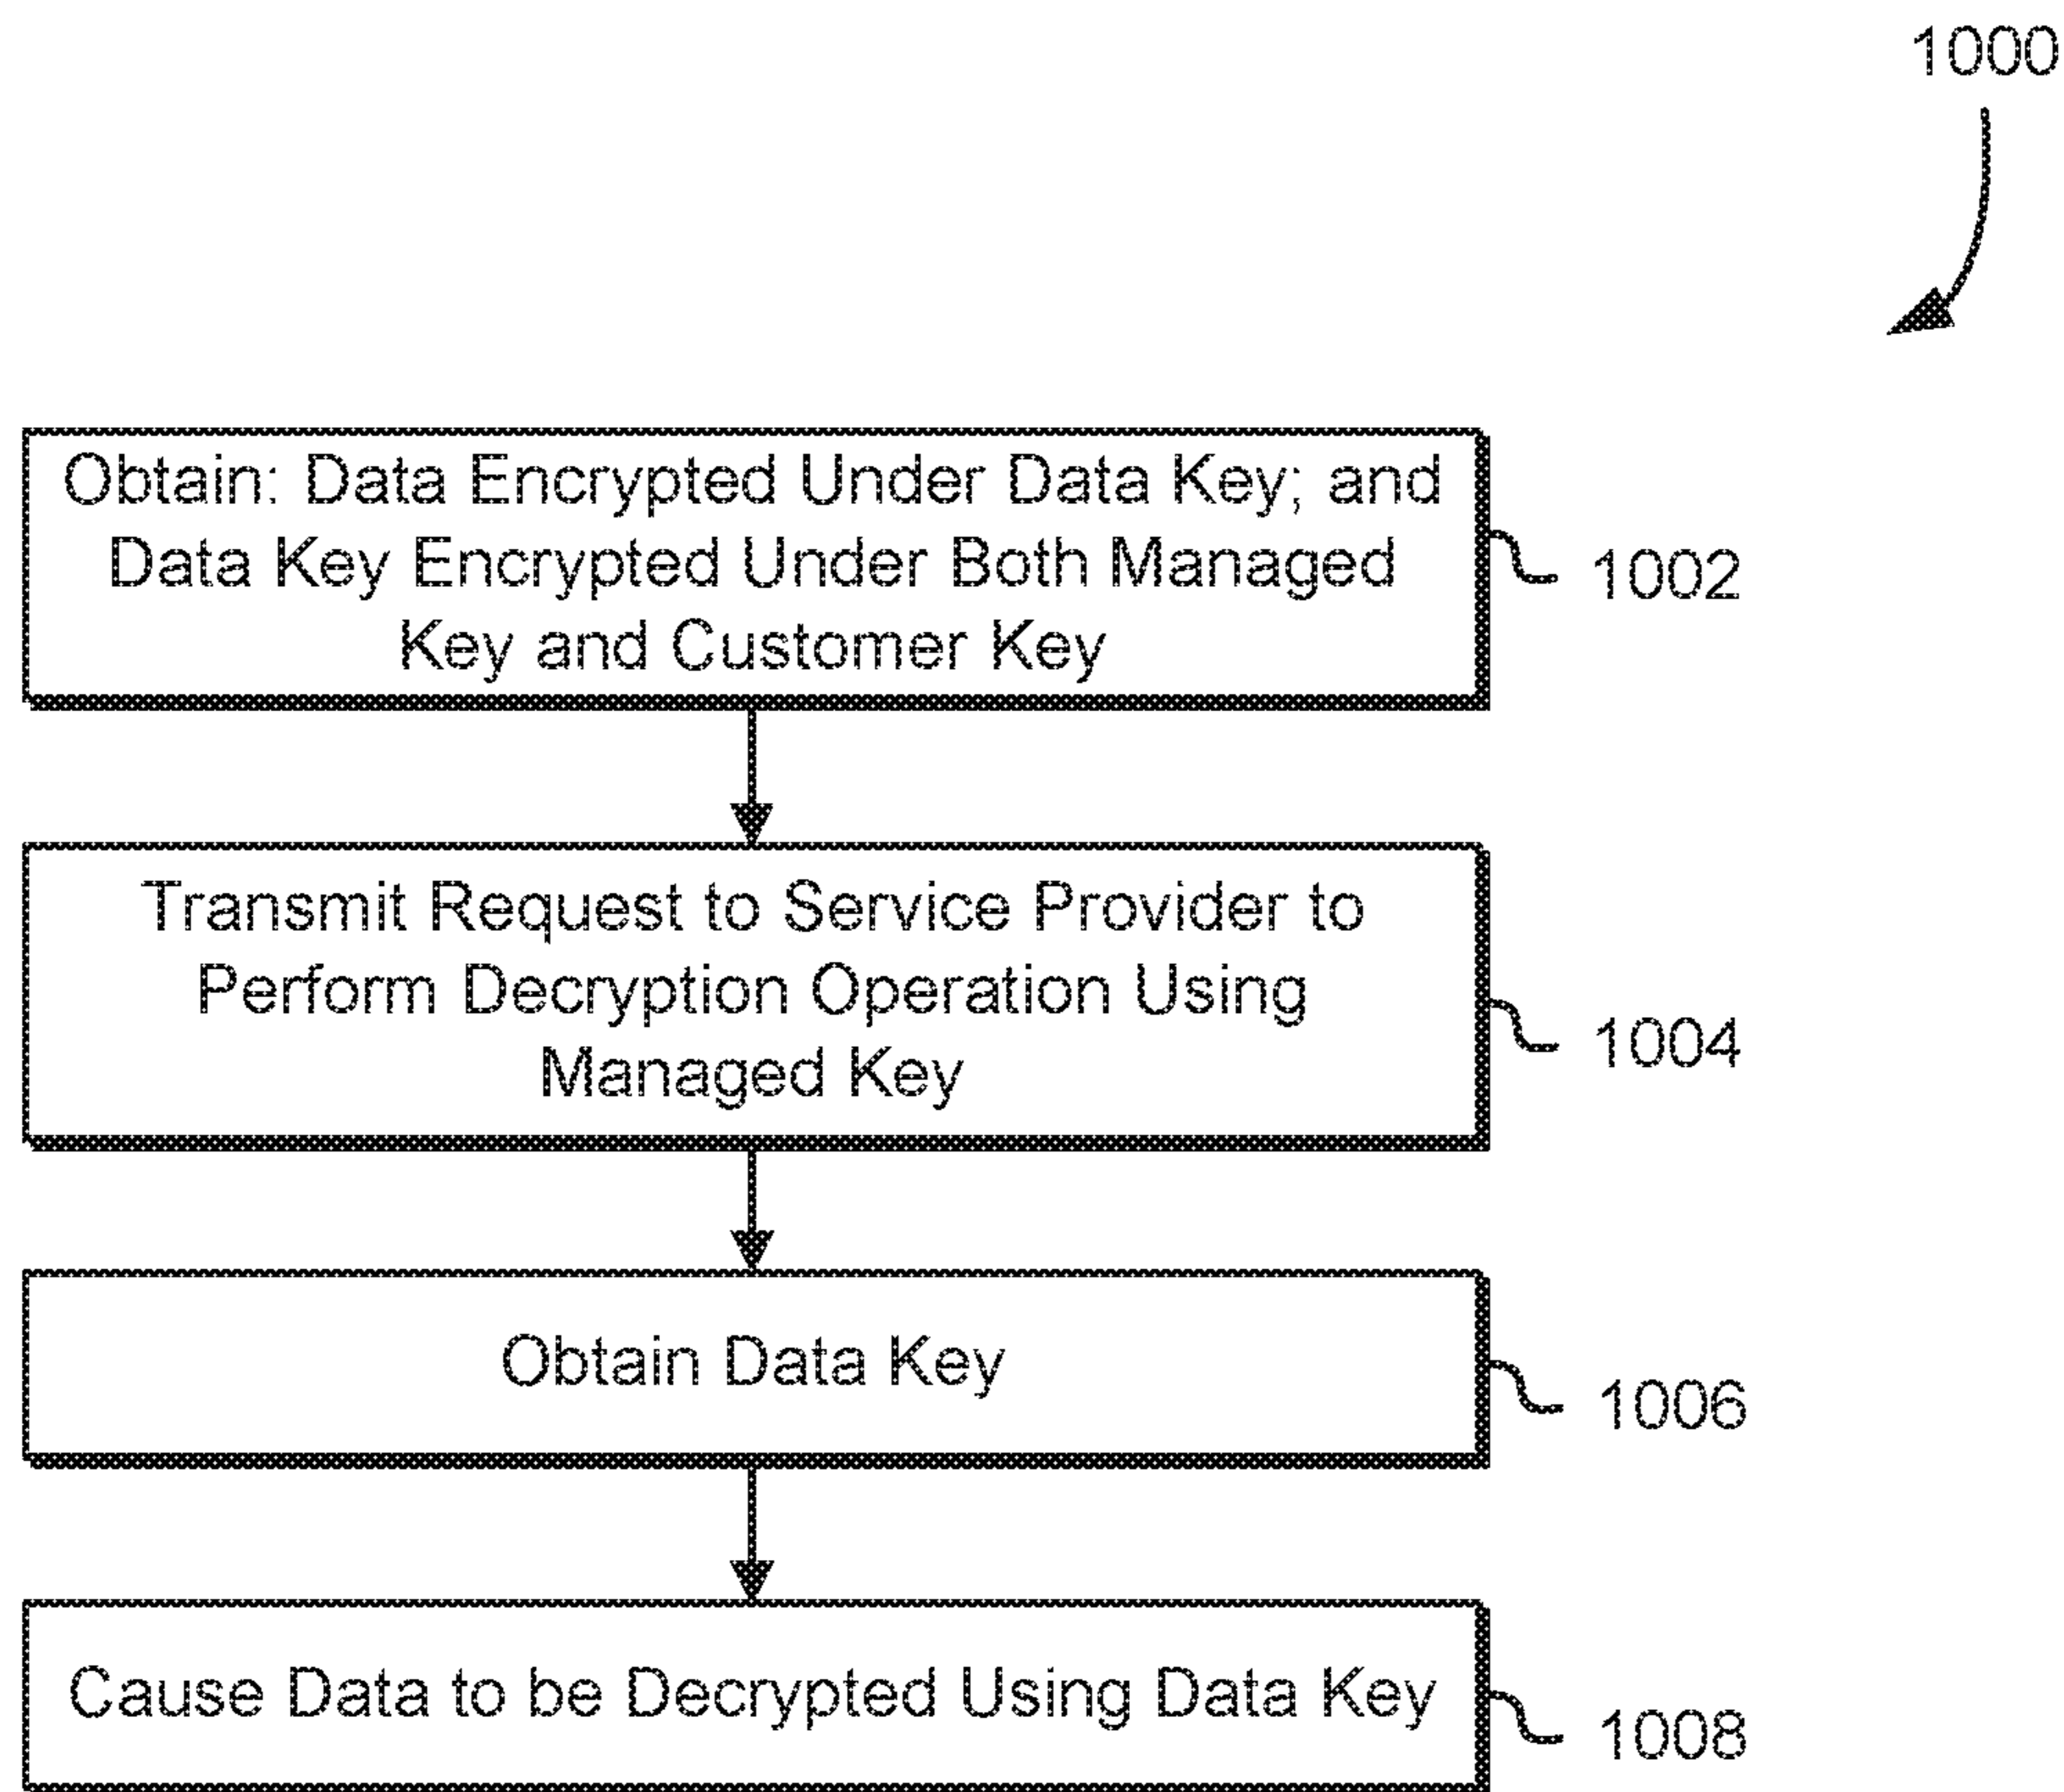 1000
Obtain: Data Encrypted Under Data Key; and
Data Key Encrypted Under Both Managed
Key and Customer Key
1002
Transmit Request to Service Provider to
Perform Decryption Operation Using
Managed Key
1004
Obtain Data Key
1006
Cause Data to be Decrypted Using Data Key
1008